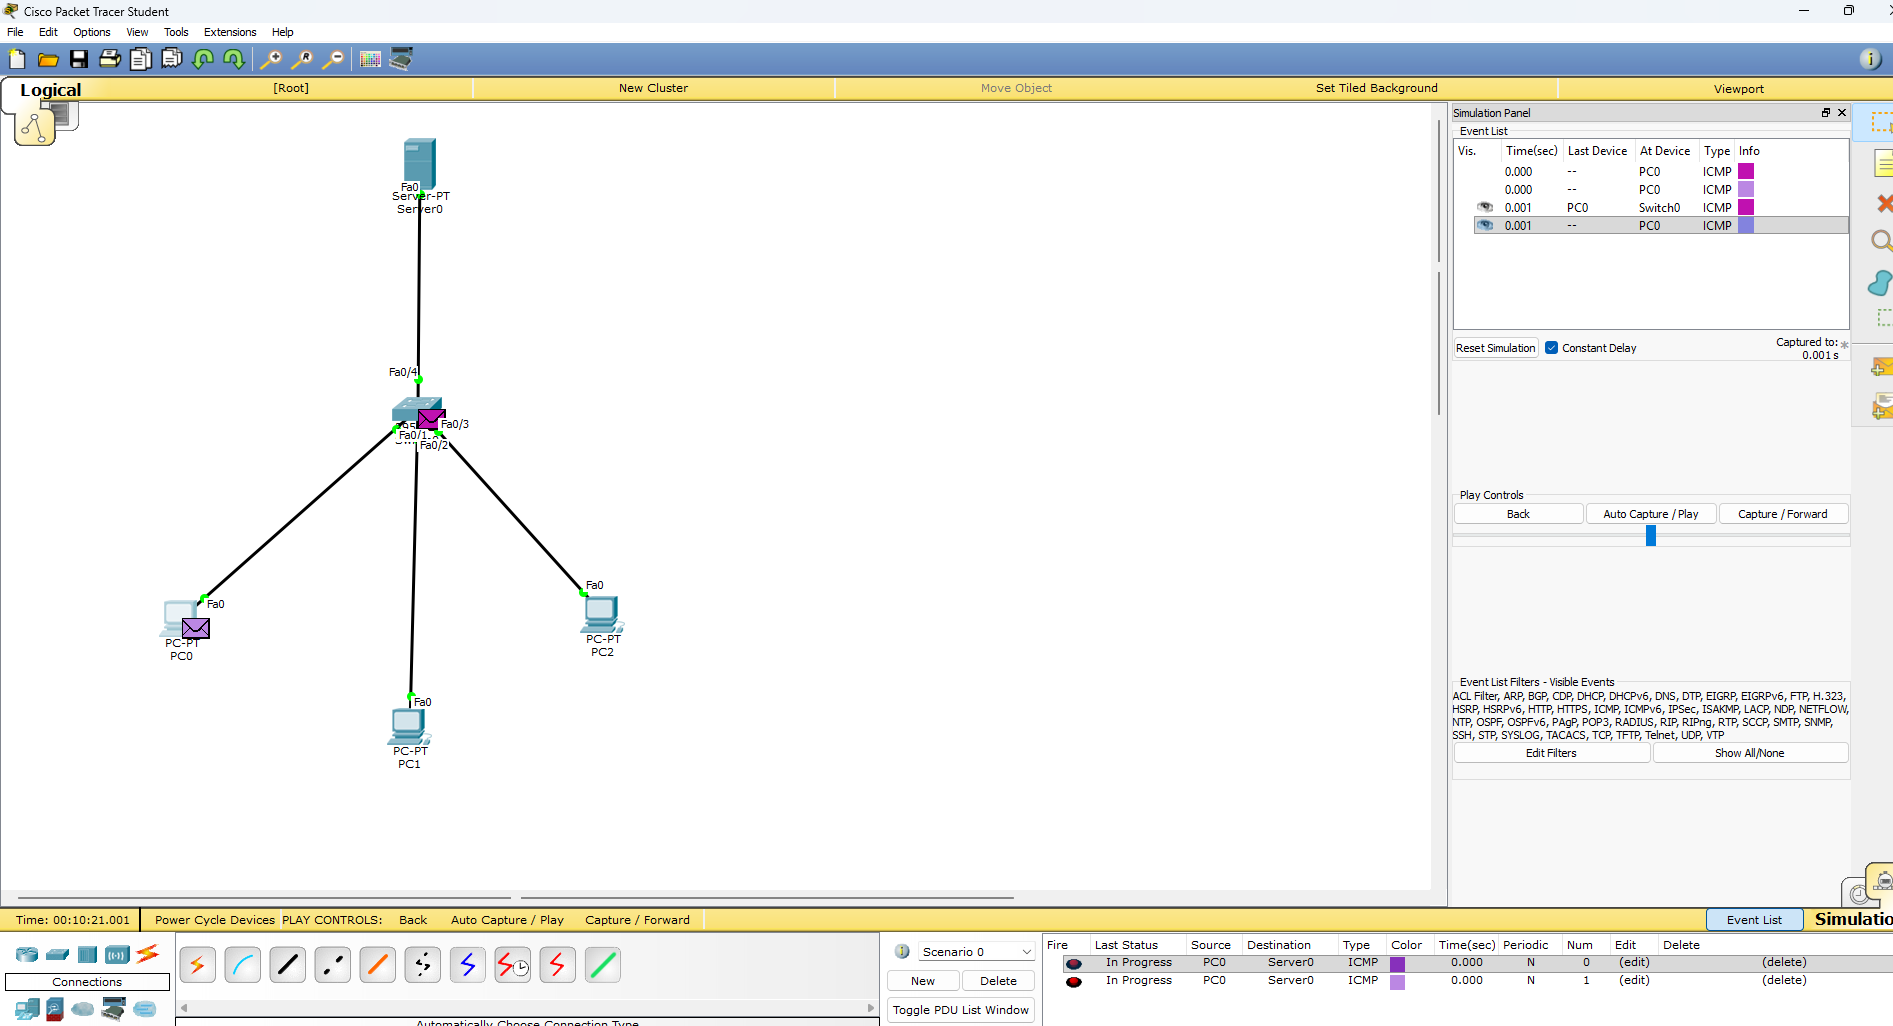 Cisco Packet Tracer Student
File Edit Options View Tools Extensions Help
Logical [Root] New Cluster Move Object Set Tiled Background Viewport
Simulation Panel
Event List
Vis. Time(sec) Last Device At Device Type Info
0.000 -- PC0 ICMP
0.000 -- PC0 ICMP
0.001 PC0 Switch0 ICMP
0.001 -- PC0 ICMP
Reset Simulation Constant Delay Captured to: *
0.001 s
Fa0
Server-PT
Server0
Fa0/4
Fa0/3
Fa0/1
Fa0/2
Fa0
PC-PT
PC0
Fa0
PC-PT
PC1
Fa0
PC-PT
PC2
Play Controls
Back Auto Capture / Play Capture / Forward
Event List Filters - Visible Events
ACL Filter, ARP, BGP, CDP, DHCP, DHCPv6, DNS, DTP, EIGRP, EIGRPv6, FTP, H.323,
HSRP, HSRPv6, HTTP, HTTPS, ICMP, ICMPv6, IPSec, ISAKMP, LACP, NDP, NETFLOW,
NTP, OSPF, OSPFv6, PAgP, POP3, RADIUS, RIP, RIPng, RTP, SCCP, SMTP, SNMP,
SSH, STP, SYSLOG, TACACS, TCP, TFTP, Telnet, UDP, VTP
Edit Filters Show All/None
Time: 00:10:21.001 Power Cycle Devices PLAY CONTROLS: Back Auto Capture / Play Capture / Forward Event List Simulatio
Connections
Automatically Choose Connection Type
Scenario 0
New Delete
Toggle PDU List Window
Fire Last Status Source Destination Type Color Time(sec) Periodic Num Edit Delete
In Progress PC0 Server0 ICMP 0.000 N 0 (edit) (delete)
In Progress PC0 Server0 ICMP 0.000 N 1 (edit) (delete)